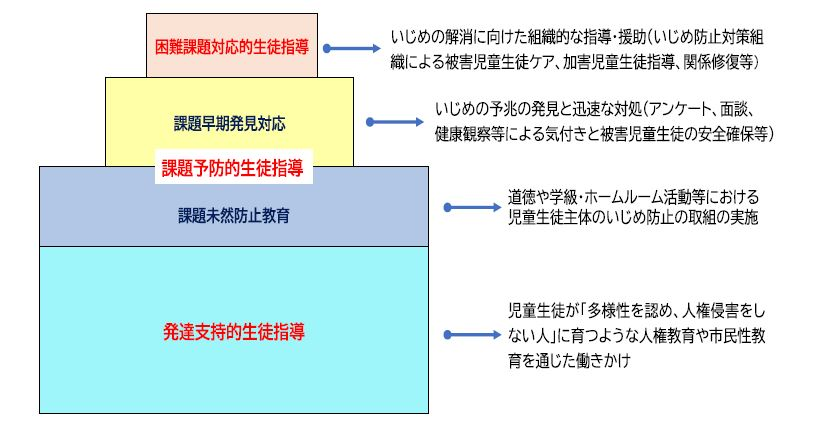 困難課題対応的生徒指導
いじめの解消に向けた組織的な指導・援助（いじめ防止対策組
織による被害児童生徒ケア、加害児童生徒指導、関係修復等）
課題早期発見対応
いじめの予兆の発見と迅速な対処（アンケート、面談、
健康観察等による気付きと被害児童生徒の安全確保等）
課題予防的生徒指導
課題未然防止教育
道徳や学級・ホームルーム活動等における
児童生徒主体のいじめ防止の取組の実施
発達支持的生徒指導
児童生徒が「多様性を認め、人権侵害をし
ない人」に育つような人権教育や市民性教
育を通じた働きかけ